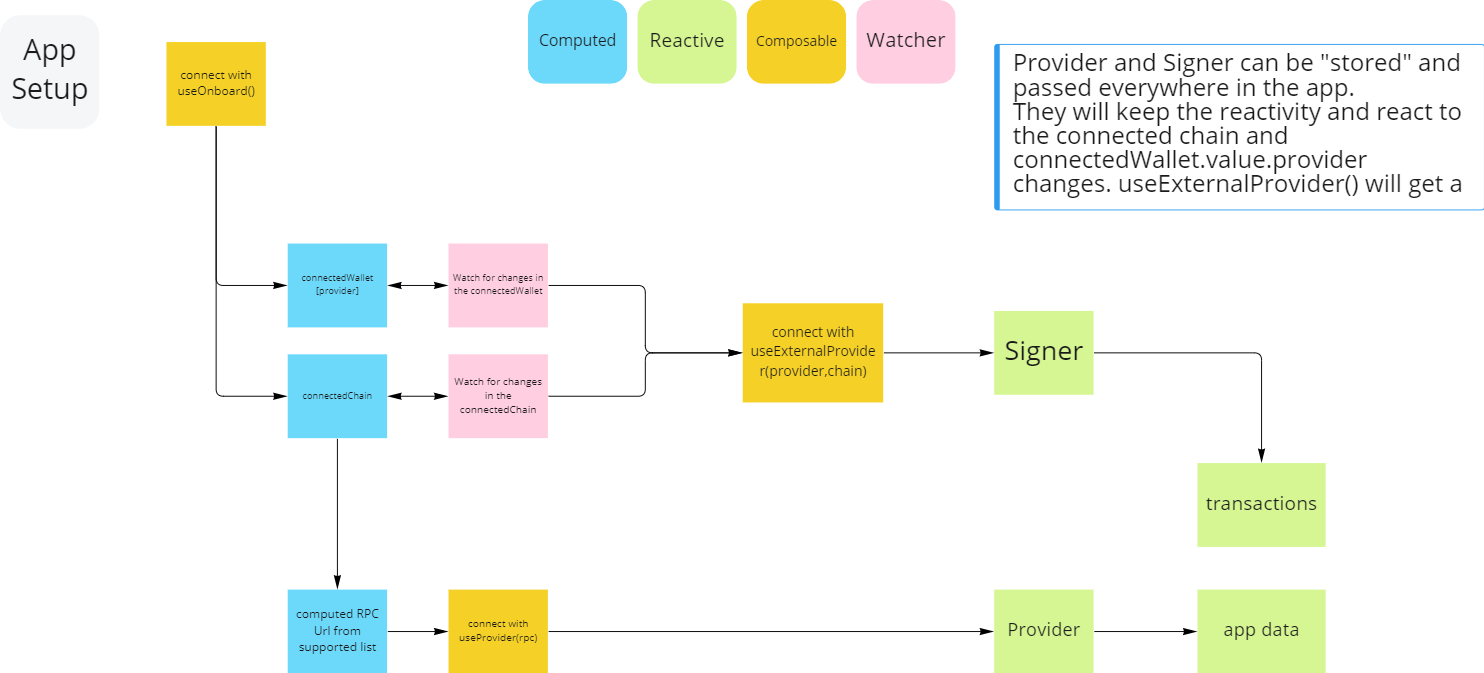 App
Setup
connect with
useOnboard()
Computed
Reactive
Composable
Watcher
Provider and Signer can be "stored" and
passed everywhere in the app.
They will keep the reactivity and react to
the connected chain and
connectedWallet.value.provider
changes. useExternalProvider() will get a
connectedWallet
[provider]
Watch for changes in
the connectedWallet
connectedChain
Watch for changes
in the
connectedChain
connect with
useExternalProvide
r(provider,chain)
Signer
transactions
computed RPC
Url from
supported list
connect with
useProvider(rpc)
Provider
app data